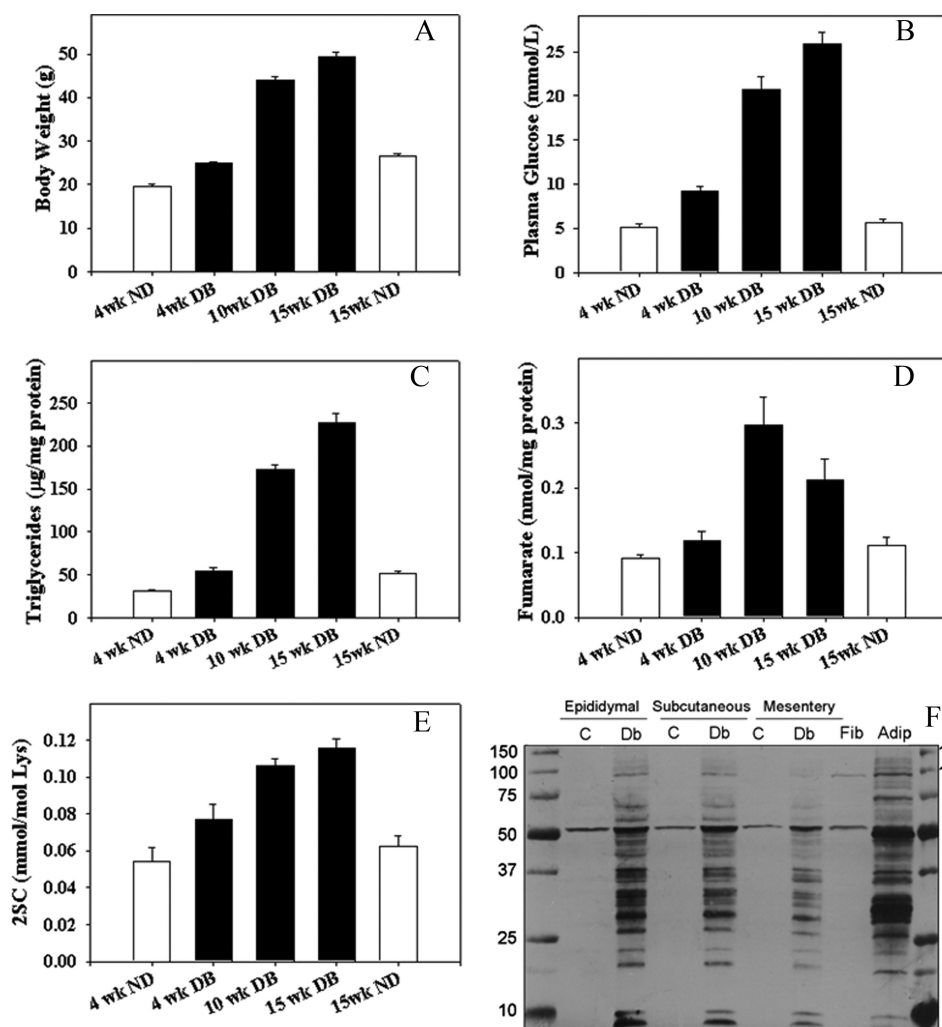 A
Body Weight (g)
50
40
30
20
10
0
4wk ND
4wk DB
10wk DB
15wk DB
15wk ND
B
Plasma Glucose (mmol/L)
25
20
15
10
5
0
4 wk ND
4 wk DB
10 wk DB
15 wk DB
15wk ND
C
Triglycerides (µg/mg protein)
250
200
150
100
50
0
4 wk ND
4 wk DB
10 wk DB
15 wk DB
15wk ND
D
Fumarate (nmol/mg protein)
0.3
0.2
0.1
0.0
4 wk ND
4 wk DB
10 wk DB
15 wk DB
15wk ND
E
2SC (mmol/mol Lys)
0.12
0.10
0.08
0.06
0.04
0.02
0.00
4 wk ND
4 wk DB
10 wk DB
15 wk DB
15wk ND
F
Epididymal Subcutaneous Mesentery
C Db C Db C Db Fib Adip
150
100
75
50
37
25
10